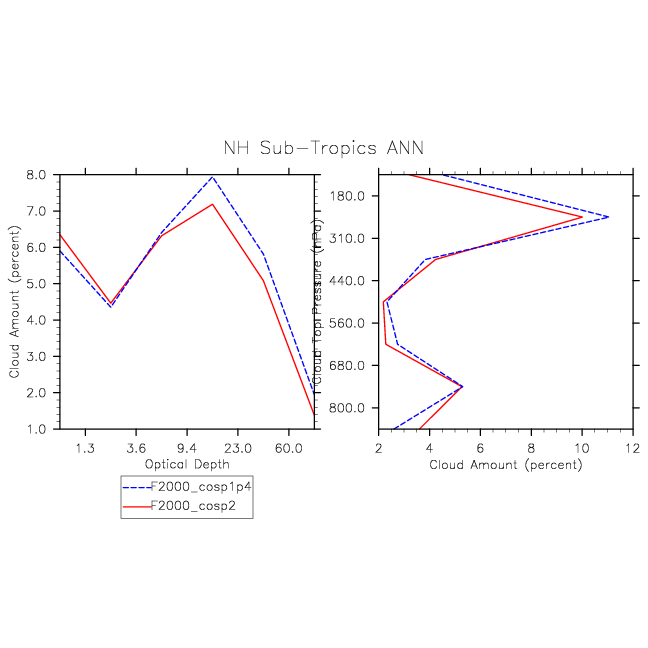 NH Sub-Tropics ANN
Cloud Amount (percent)
8.0
7.0
6.0
5.0
4.0
3.0
2.0
1.0
1.3 3.6 9.4 23.0 60.0
Optical Depth
Cloud Top Pressure (hPa)
180.0
310.0
440.0
560.0
680.0
800.0
2 4 6 8 10 12
Cloud Amount (percent)
F2000_cosp1p4
F2000_cosp2